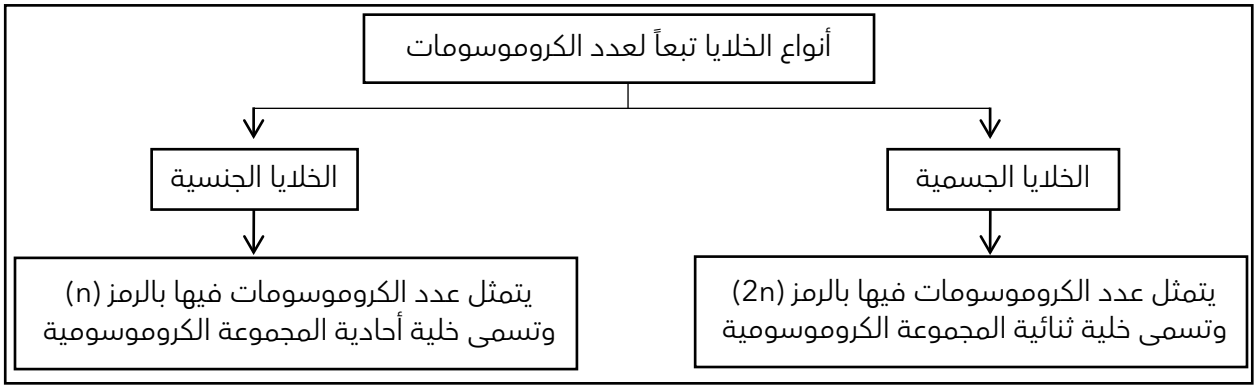 أنواع الخلايا تبعاً لعدد الكروموسومات
الخلايا الجسمية
الخلايا الجنسية
يتمثل عدد الكروموسومات فيها بالرمز (2n)
وتسمى خلية ثنائية المجموعة الكروموسومية
يتمثل عدد الكروموسومات فيها بالرمز (n)
وتسمى خلية أحادية المجموعة الكروموسومية